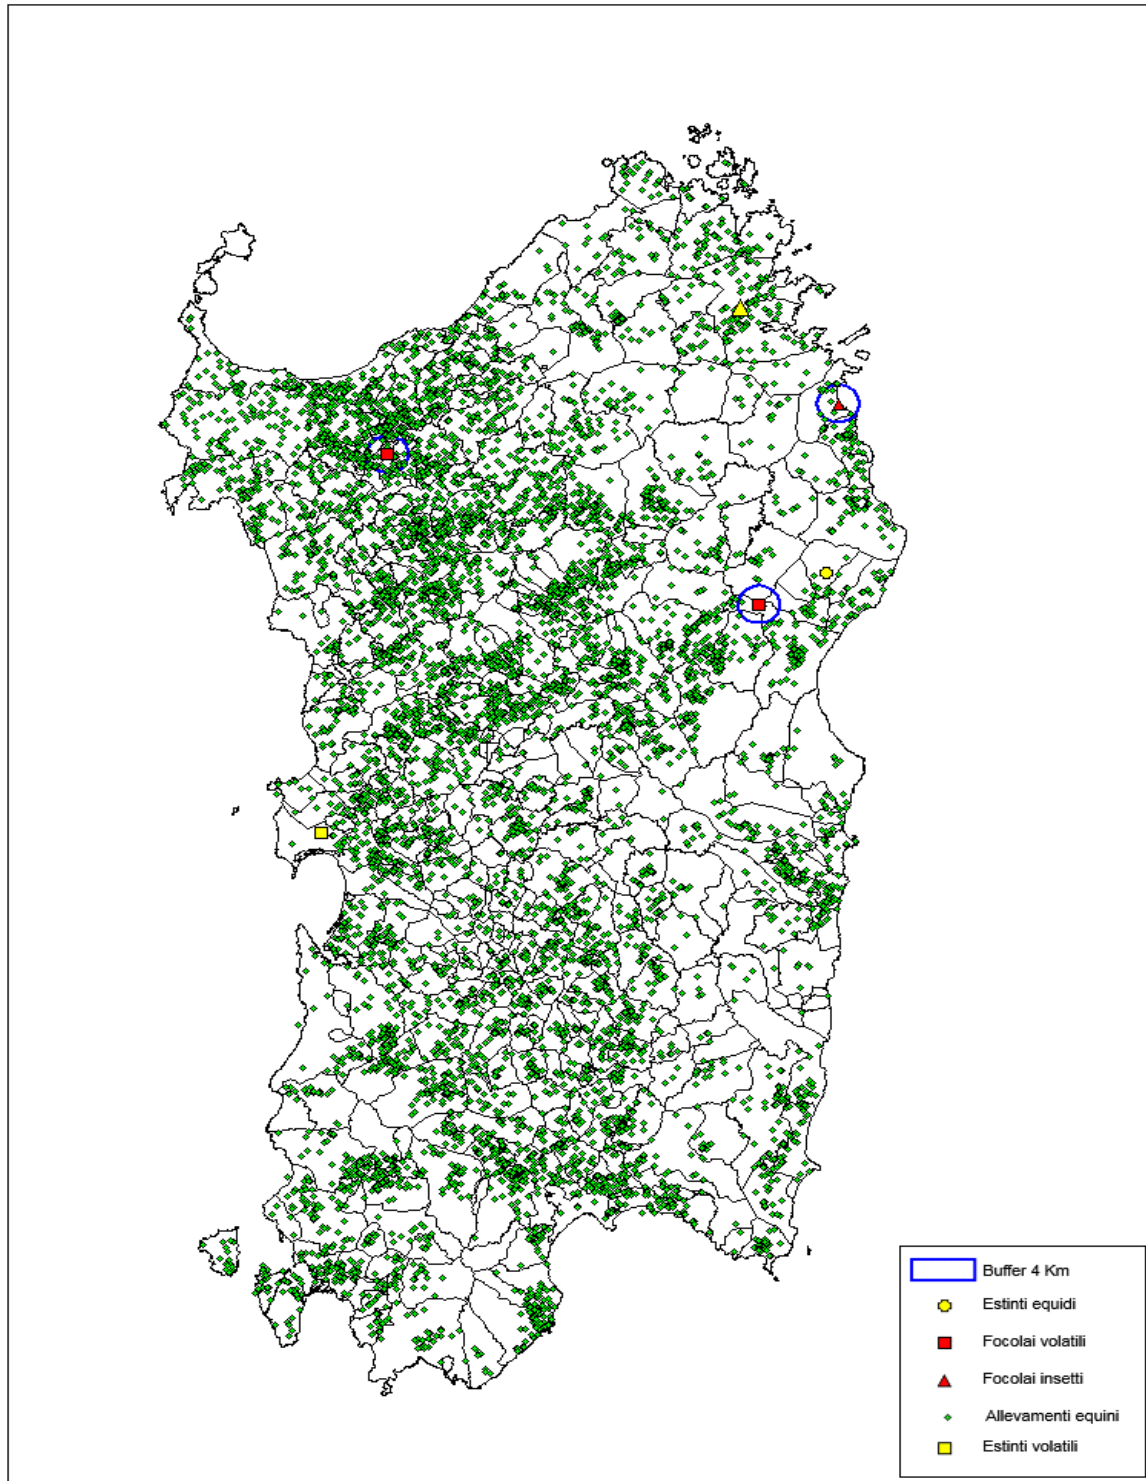 Buffer 4 Km
Estinti equidi
Focolai volatili
Focolai insetti
Allevamenti equini
Estinti volatili